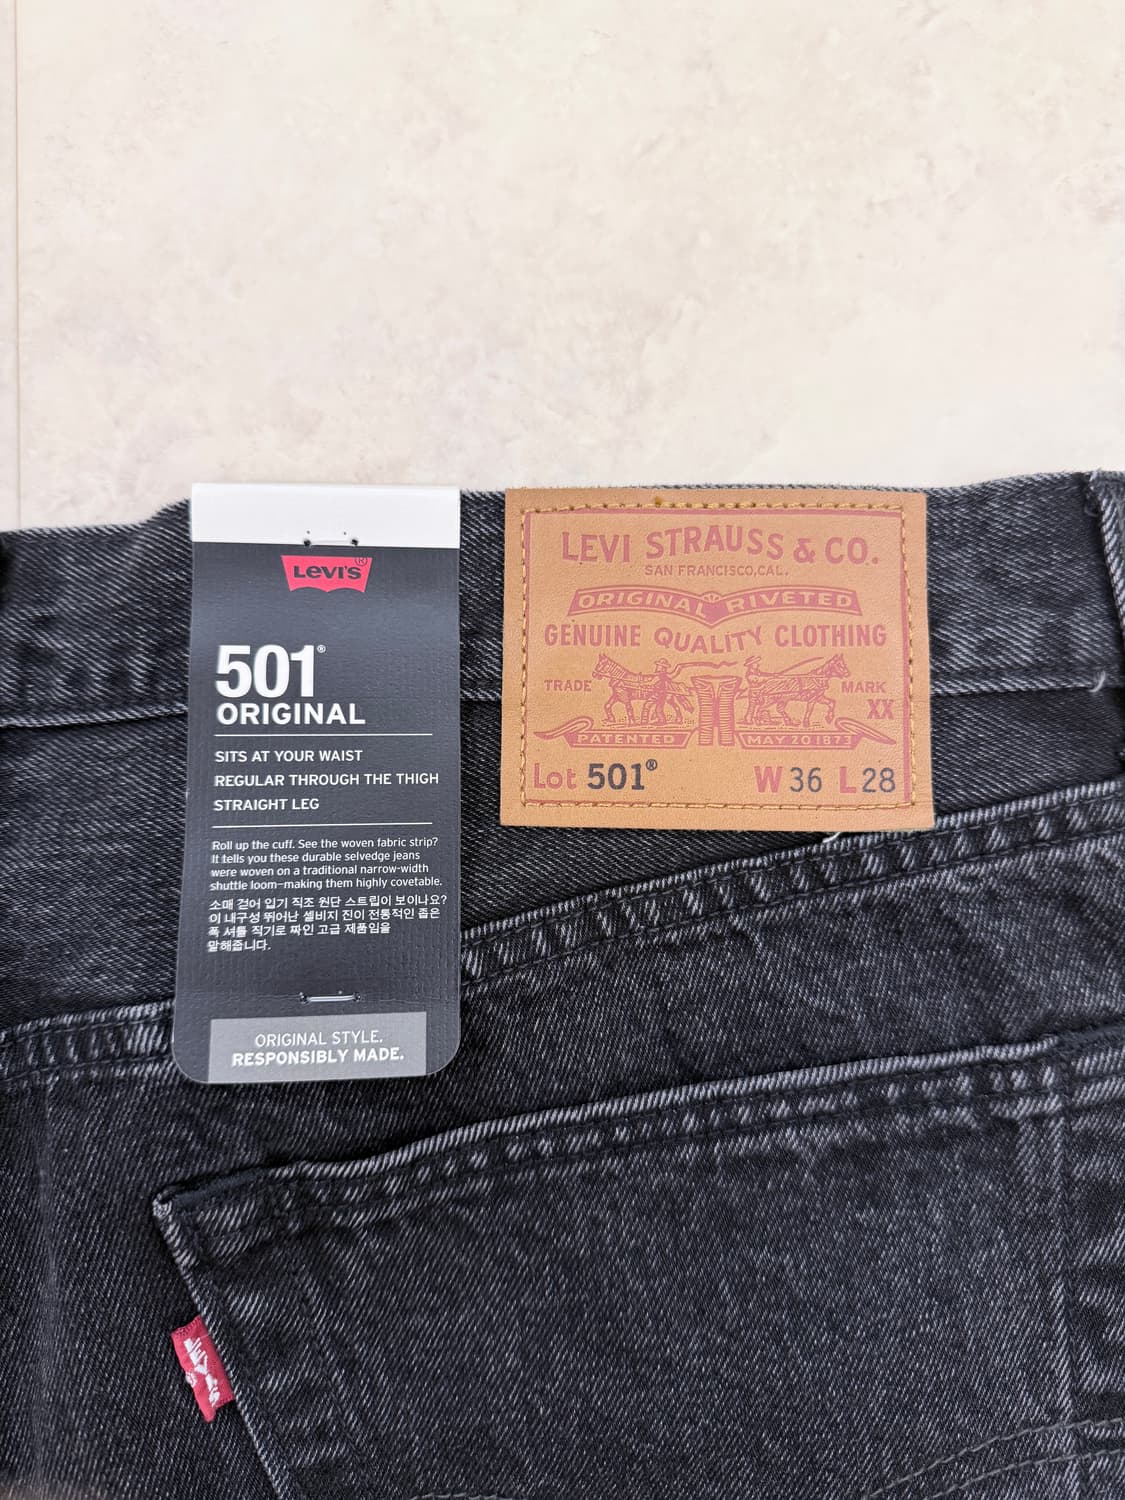 LEVI'S®
501®
ORIGINAL
SITS AT YOUR WAIST
REGULAR THROUGH THE THIGH
STRAIGHT LEG
Roll up the cuff. See the woven fabric strip?
It tells you these durable selvedge jeans
were woven on a traditional narrow-width
shuttle loom—making them highly covetable.
소매 걷어 입기 직조 원단 스트립이 보이나요?
이 내구성 뛰어난 셀비지 진이 전통적인 좁은
폭 셔틀 직기로 짜인 고급 제품임을
말해줍니다.
ORIGINAL STYLE.
RESPONSIBLY MADE.
LEVI STRAUSS & CO.
SAN FRANCISCO,CAL.
ORIGINAL RIVETED
GENUINE QUALITY CLOTHING
TRADE MARK
XX
PATENTED MAY 20 1873
Lot 501® W 36 L 28
Levi's